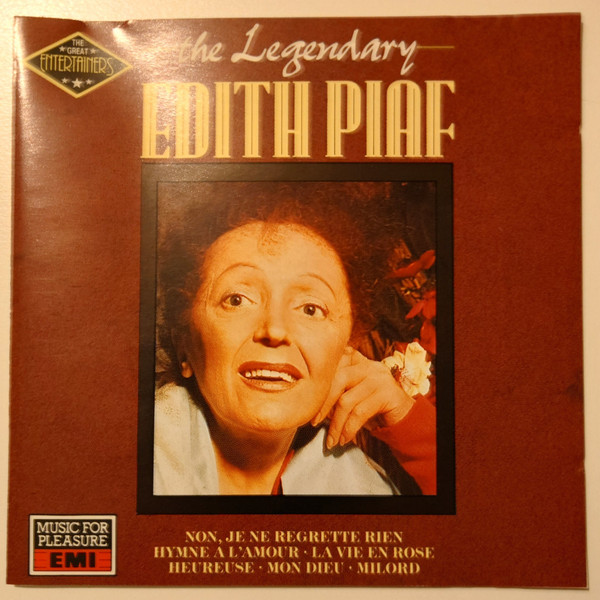 THE
GREAT
ENTERTAINERS
the Legendary
EDITH PIAF
MUSIC FOR
PLEASURE
EMI
NON, JE NE REGRETTE RIEN
HYMNE À L'AMOUR · LA VIE EN ROSE
HEUREUSE · MON DIEU · MILORD